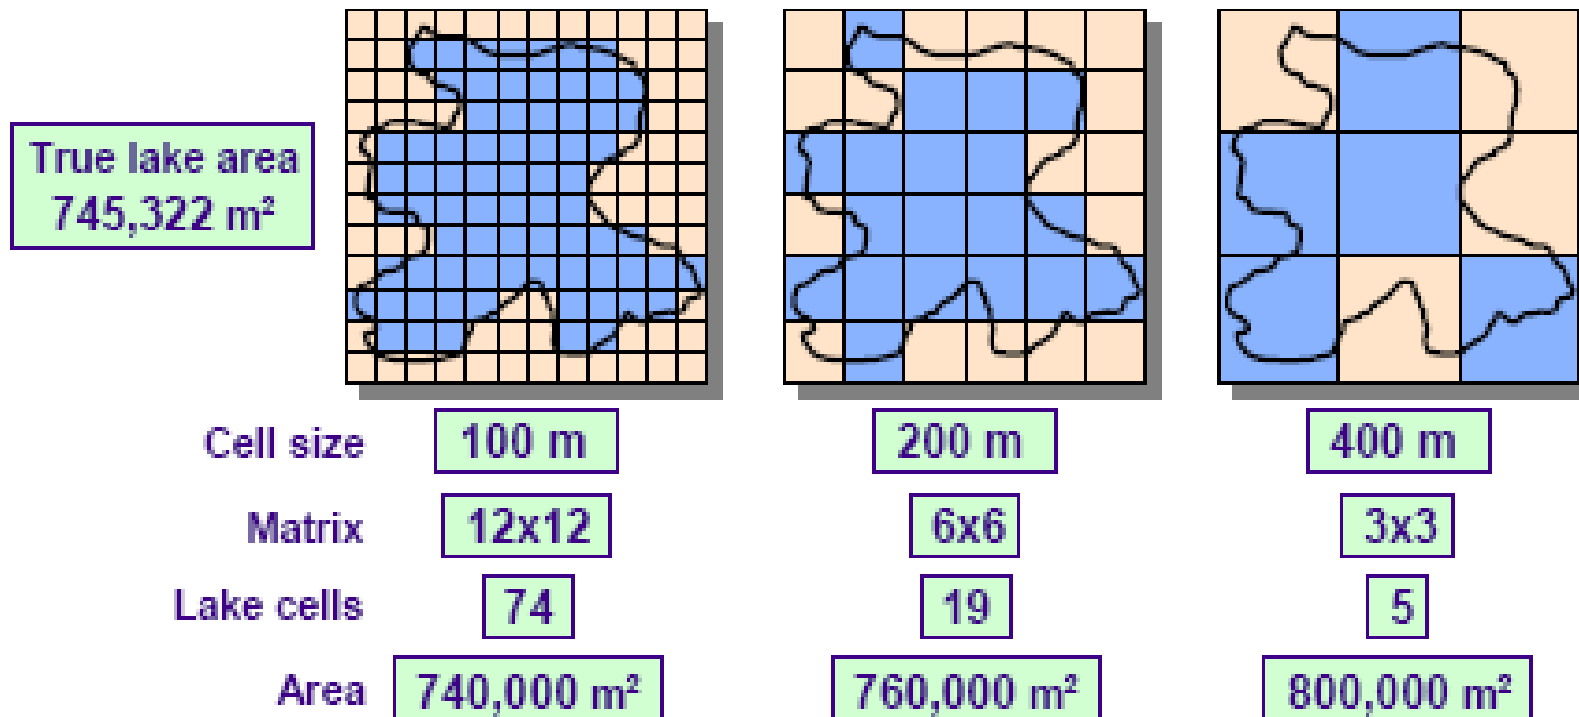 True lake area
745,322 m²
Cell size 100 m 200 m 400 m
Matrix 12x12 6x6 3x3
Lake cells 74 19 5
Area 740,000 m² 760,000 m² 800,000 m²